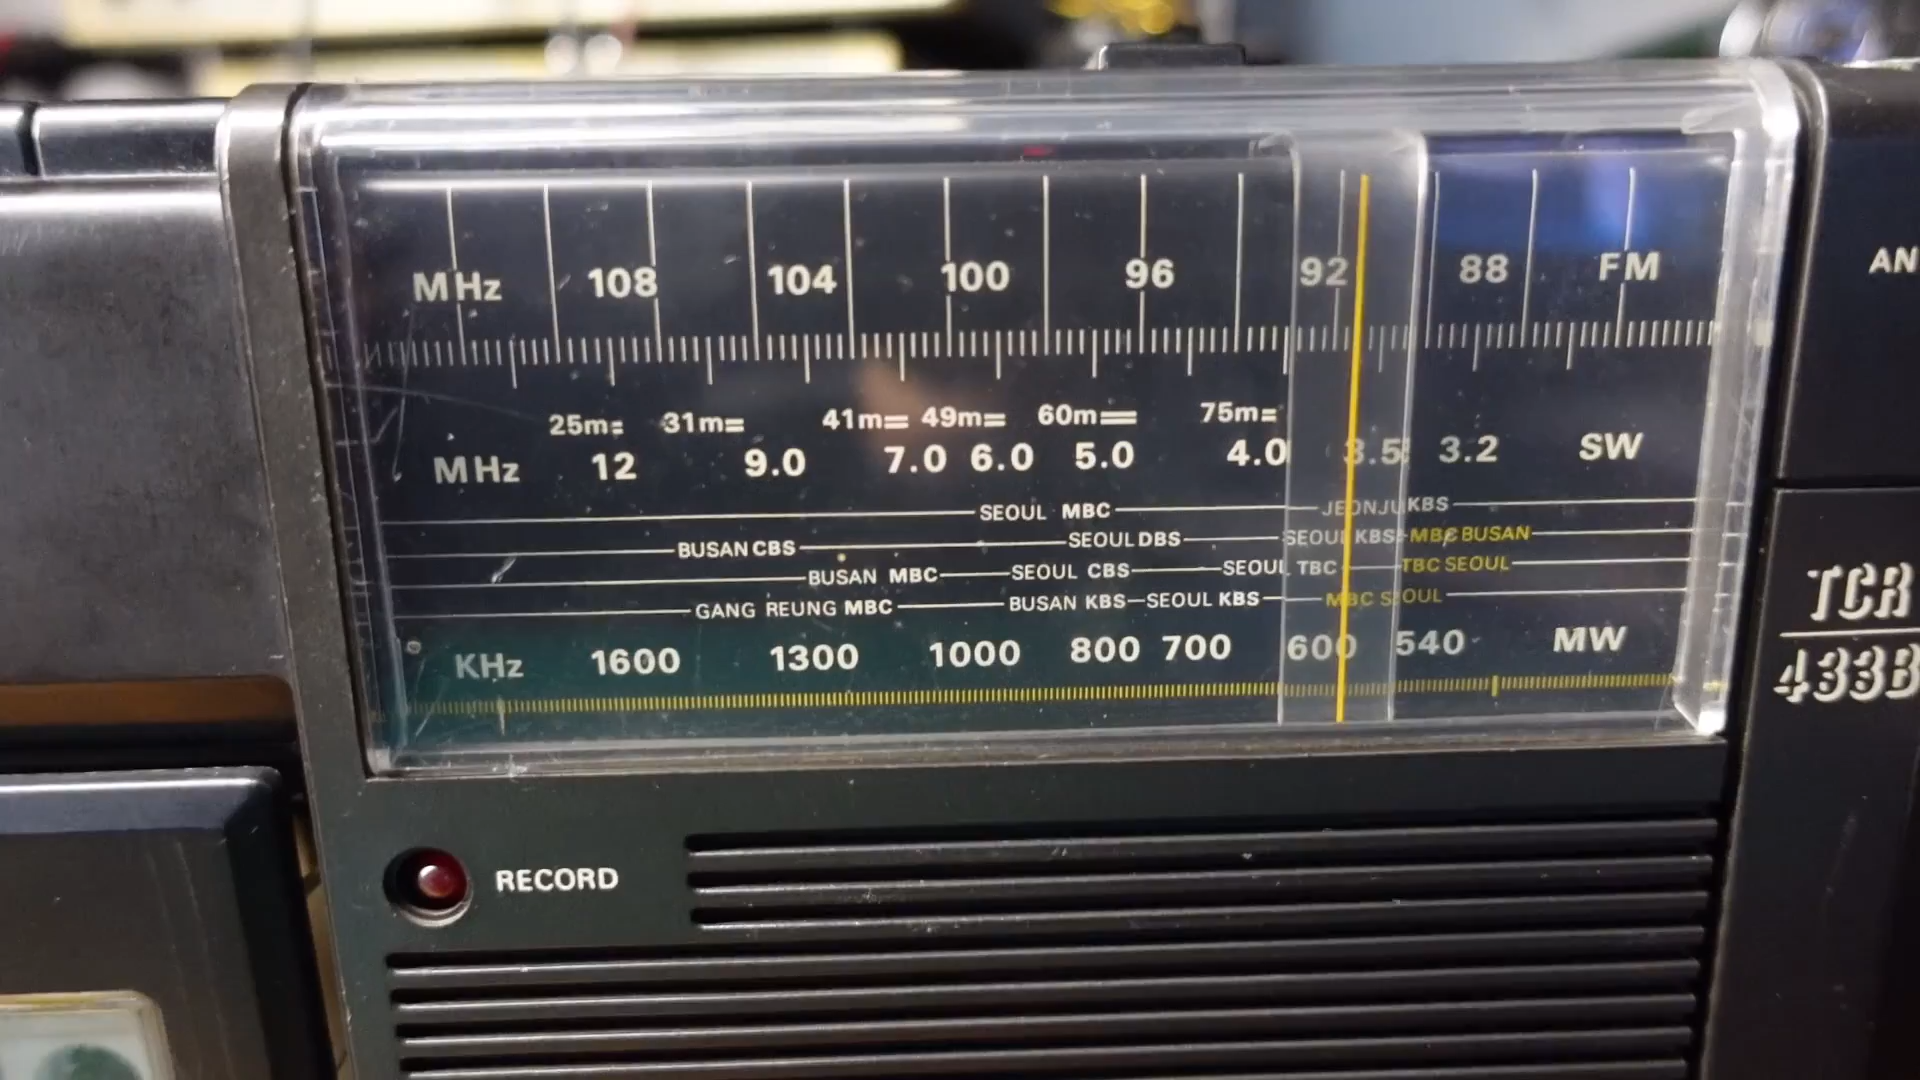 MHz 108 104 100 96 92 88 FM
25m 31m 41m 49m 60m 75m
MHz 12 9.0 7.0 6.0 5.0 4.0 3.5 3.2 SW
SEOUL MBC JEONJU KBS
BUSAN CBS SEOUL DBS SEOUL KBS MBC BUSAN
BUSAN MBC SEOUL CBS SEOUL TBC TBC SEOUL
GANG REUNG MBC BUSAN KBS SEOUL KBS MBC SEOUL
KHz 1600 1300 1000 800 700 600 540 MW
RECORD
AN
TCR
433B